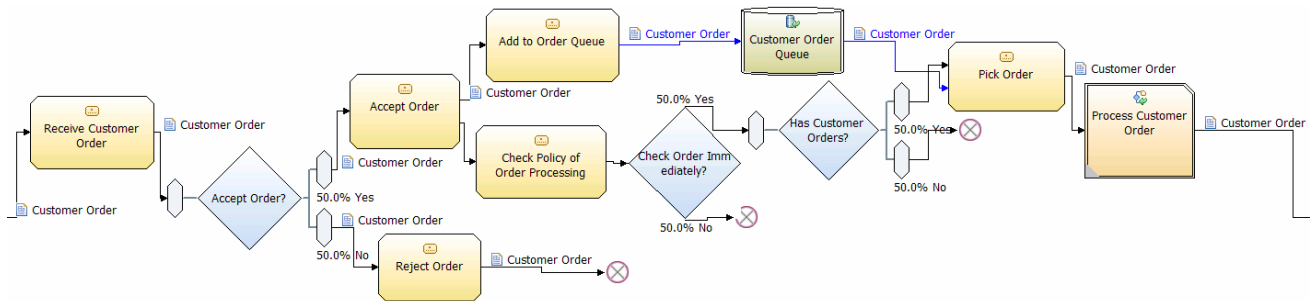 Customer Order
Receive Customer
Order
Customer Order
Accept Order?
50.0% Yes
50.0% No
Customer Order
Accept Order
Customer Order
Reject Order
Customer Order
Customer Order
Add to Order Queue
Customer Order
Customer Order
Queue
Customer Order
Check Policy of
Order Processing
Check Order Imm
ediately?
50.0% Yes
50.0% No
Has Customer
Orders?
50.0% Yes
50.0% No
Pick Order
Customer Order
Process Customer
Order
Customer Order